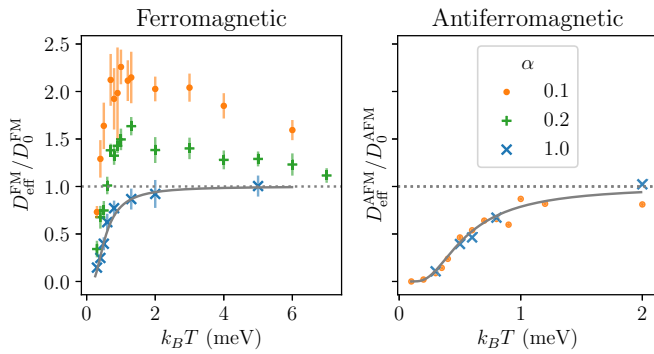 Ferromagnetic
D_eff^FM / D_0^FM
2.5
2.0
1.5
1.0
0.5
0.0
0 2 4 6
k_B T (meV)
Antiferromagnetic
D_eff^AFM / D_0^AFM
α
0.1
0.2
1.0
0 1 2
k_B T (meV)